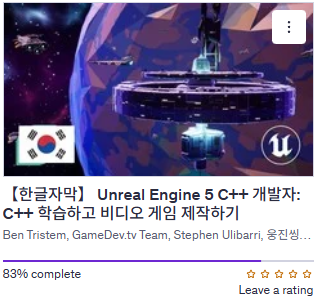 【한글자막】 Unreal Engine 5 C++ 개발자:
C++ 학습하고 비디오 게임 제작하기
Ben Tristem, GameDev.tv Team, Stephen Ulibarri, 웅진씽…
83% complete
Leave a rating